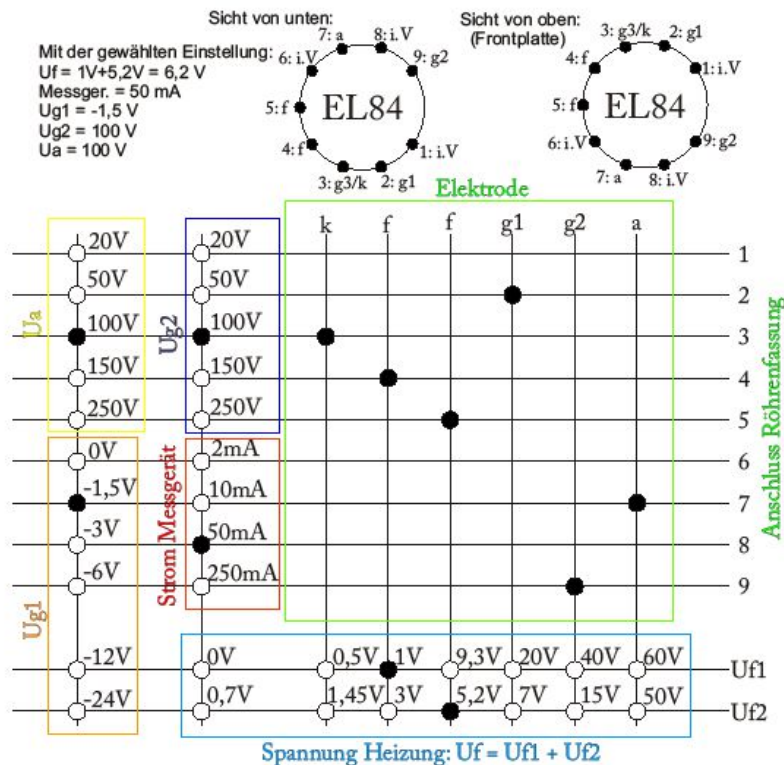 Mit der gewählten Einstellung:
Uf = 1V+5,2V = 6,2 V
Messger. = 50 mA
Ug1 = -1,5 V
Ug2 = 100 V
Ua = 100 V
Sicht von unten:
7: a
8: i.V
6: i.V
9: g2
5: f
EL84
4: f
1: i.V
3: g3/k
2: g1
Sicht von oben:
(Frontplatte)
3: g3/k
2: g1
4: f
1: i.V
5: f
EL84
6: i.V
9: g2
7: a
8: i.V
Elektrode
k f f g1 g2 a
20V 20V 1
50V 50V 2
100V 100V 3
150V 150V 4
250V 250V 5
0V 2mA 6
-1,5V 10mA 7
-3V 50mA 8
-6V 250mA 9
-12V 0V 0,5V 1V 9,3V 20V 40V 60V Uf1
-24V 0,7V 1,45V 3V 5,2V 7V 15V 50V Uf2
Ua
Ug2
Ug1
Strom Messgerät
Anschluss Röhrenfassung
Spannung Heizung: Uf = Uf1 + Uf2